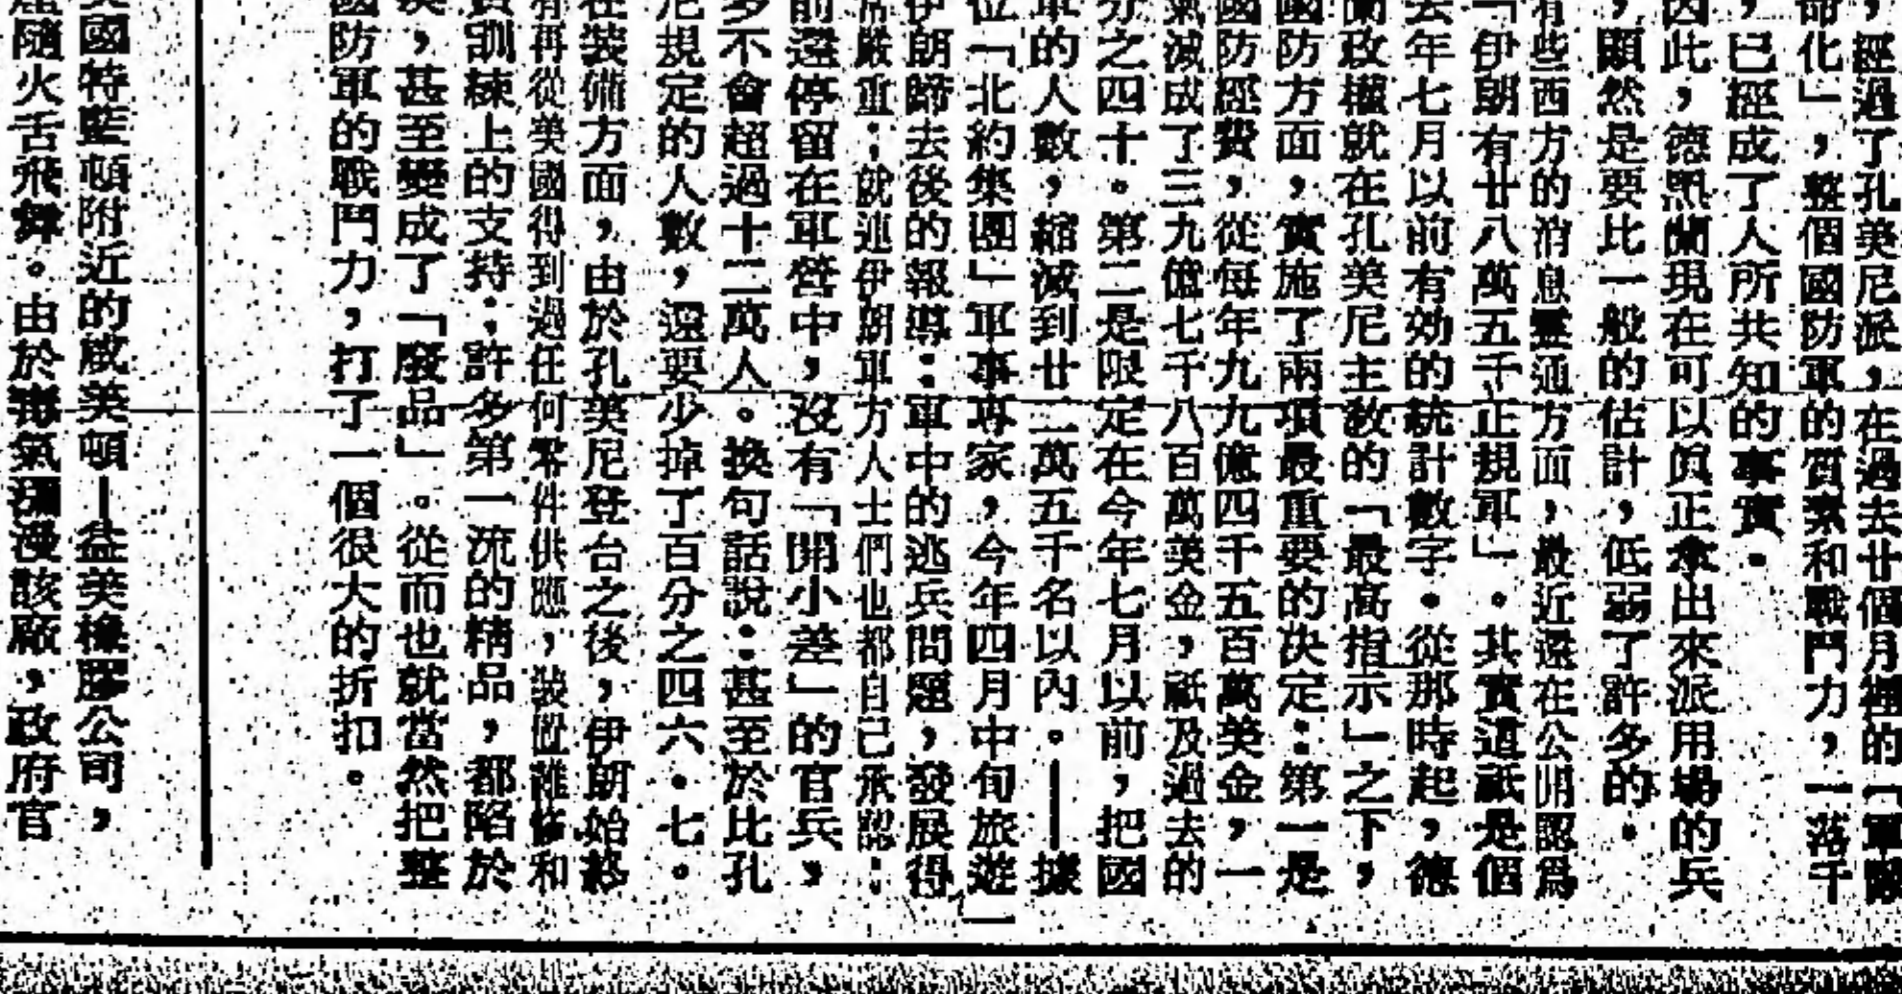 ，經過了孔美尼派，在過去廿個月裡的「軍隊
命化」，整個國防軍的質素和戰鬥力，一落千
，已經成了人所共知的事實。
因此，德黑蘭現在可以真正拿出來派用場的兵
，顯然是要比一般的估計，低弱了許多的。
有些西方的消息靈通方面，最近還在公開認爲
「伊朗有廿八萬五千正規軍」。其實這祇是個
去年七月以前有効的統計數字。從那時起，德
蘭政權就在孔美尼主教的「最高指示」之下，
國防方面，實施了兩項最重要的決定：第一是
國防經費，從每年九九億四千五百萬美金，一
氣減成了三九億七千八百萬美金，祇及過去的
分之四十。第二是限定在今年七月以前，把國
軍的人數，縮減到廿二萬五千名以內。——據
位「北約集團」軍事專家，今年四月中旬旅遊
伊朗歸去後的報導：軍中的逃兵問題，發展得
常嚴重；就連伊朗軍方人士們也都自己承認：
前還停留在軍營中，沒有「開小差」的官兵，
多不會超過十二萬人。換句話說：甚至於比孔
尼規定的人數，還要少掉了百分之四六．七。
在裝備方面，由於孔美尼登台之後，伊朗始終
有再從美國得到過任何零件供應，裝置維修和
訓練上的支持；許多第一流的精品，都陷於
，甚至變成了「廢品」。從而也就當然把整
國防軍的戰鬥力，打了一個很大的折扣。
國特藍頓附近的威美頓—益美橡膠公司，
隨火舌飛舞。由於毒氣瀰漫該廠，政府官